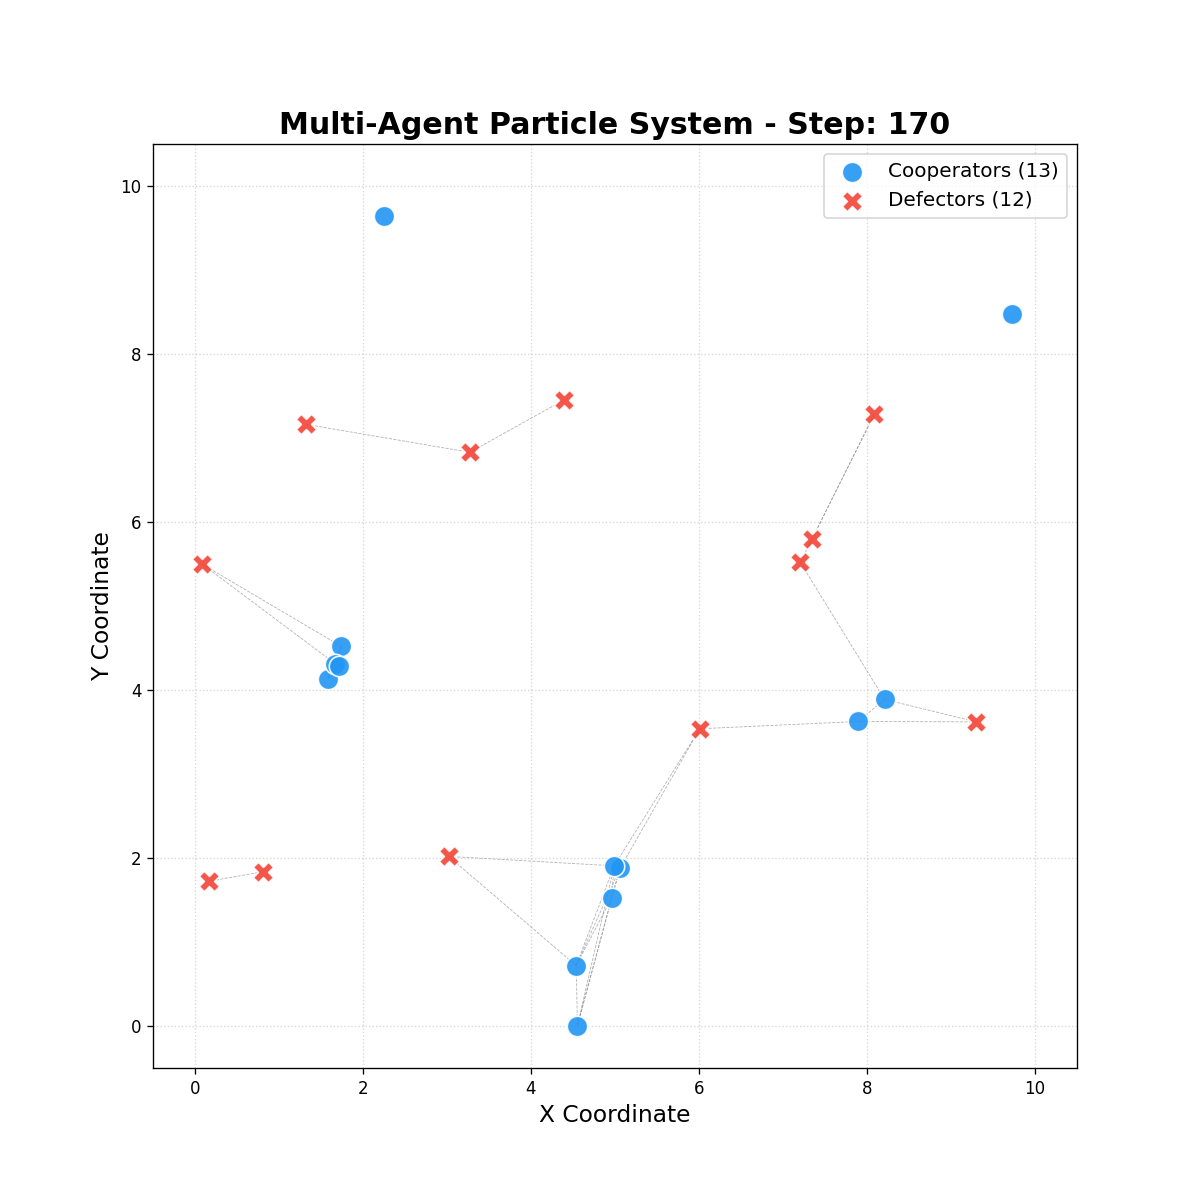 Multi-Agent Particle System - Step: 170
Cooperators (13)
Defectors (12)
10
8
6
4
2
0
Y Coordinate
0 2 4 6 8 10
X Coordinate